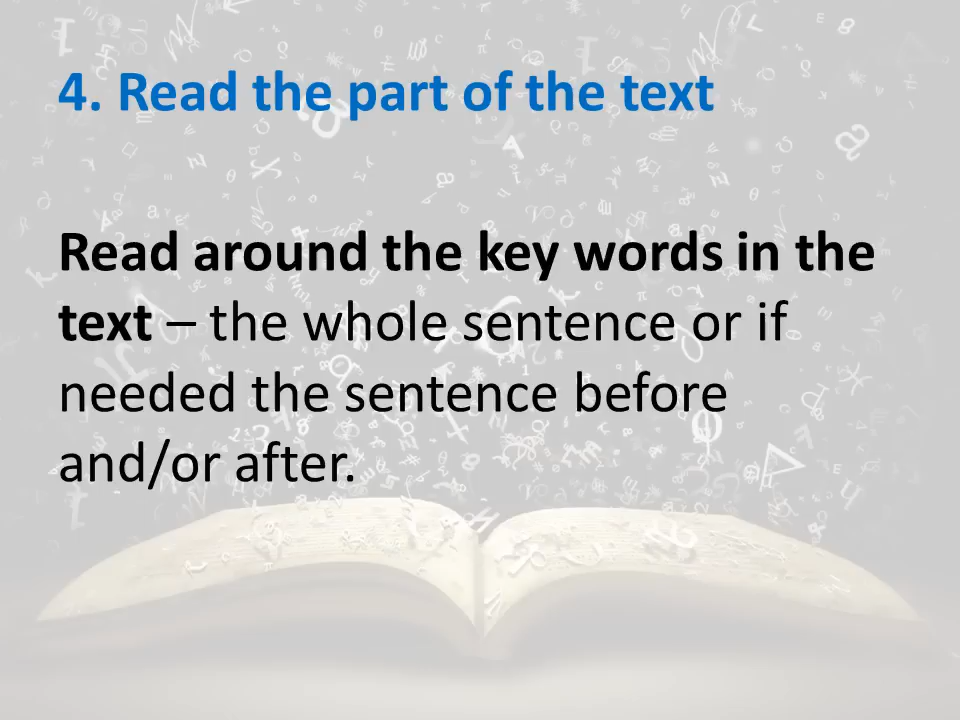 4. Read the part of the text
Read around the key words in the
text – the whole sentence or if
needed the sentence before
and/or after.